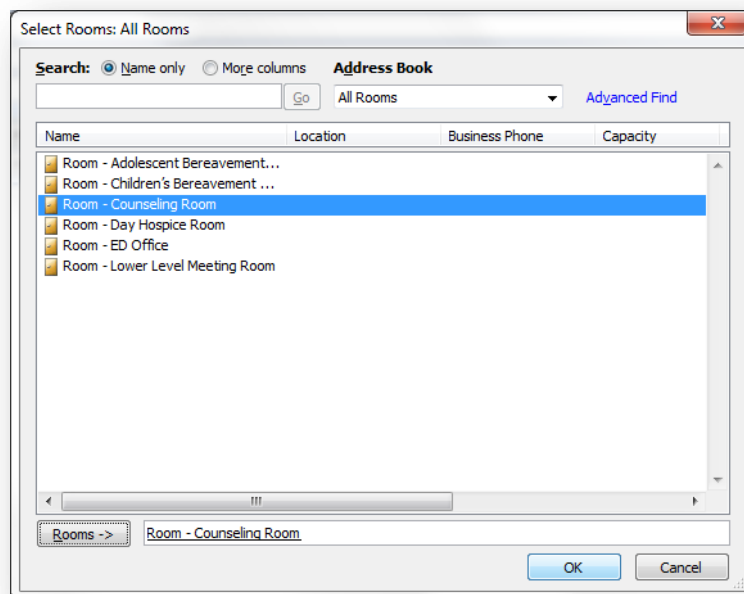 Select Rooms: All Rooms
Search: Name only More columns Address Book
Go All Rooms Advanced Find
Name Location Business Phone Capacity
Room - Adolescent Bereavement...
Room - Children's Bereavement ...
Room - Counseling Room
Room - Day Hospice Room
Room - ED Office
Room - Lower Level Meeting Room
Rooms -> Room - Counseling Room
OK Cancel